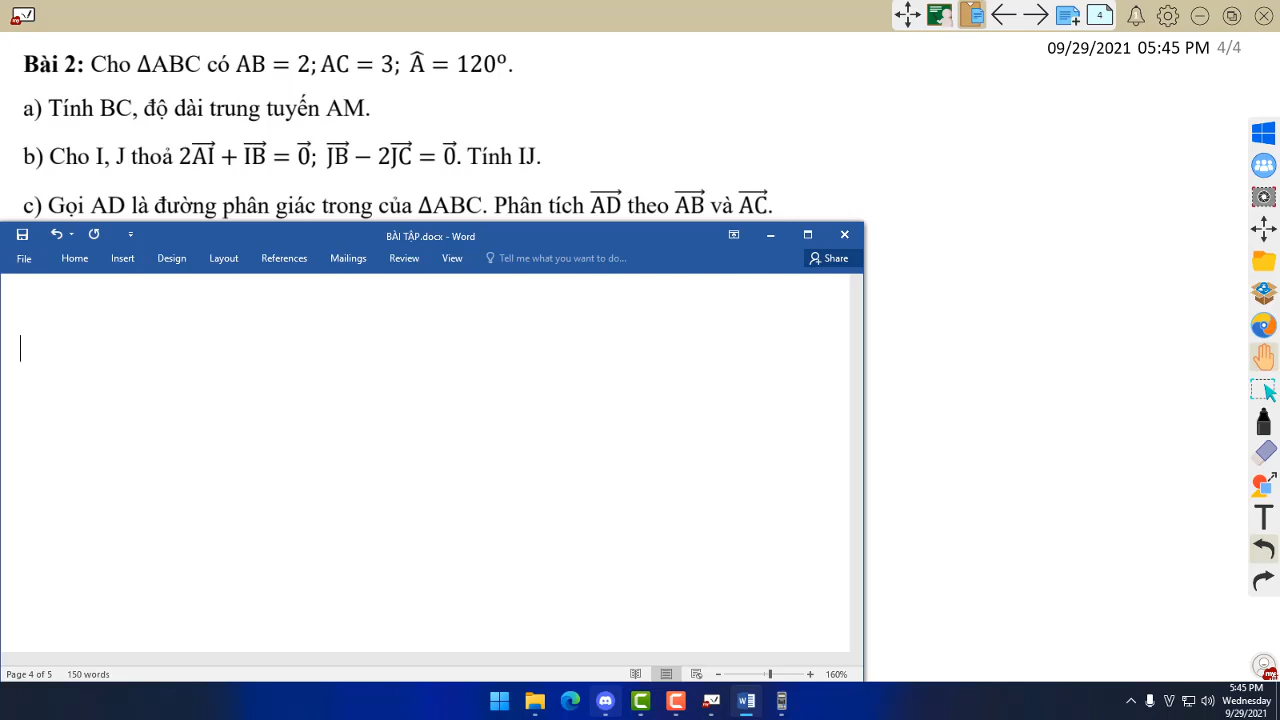 4
09/29/2021 05:45 PM 4/4
Bài 2: Cho ΔABC có AB = 2; AC = 3; Â = 120°.
a) Tính BC, độ dài trung tuyến AM.
b) Cho I, J thoả 2A͞I⃗ + IB⃗ = 0⃗; JB⃗ − 2JC⃗ = 0⃗. Tính IJ.
c) Gọi AD là đường phân giác trong của ΔABC. Phân tích AD⃗ theo AB⃗ và AC⃗.
BÀI TẬP.docx - Word
File Home Insert Design Layout References Mailings Review View Tell me what you want to do... Share
T
Page 4 of 5 150 words 160%
5:45 PM
Wednesday
9/29/2021